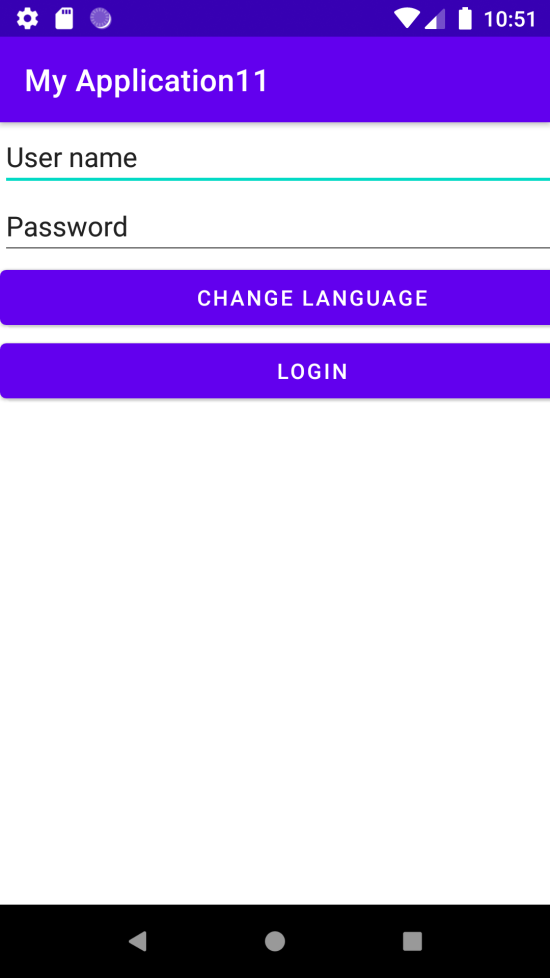 10:51
My Application11
User name
Password
CHANGE LANGUAGE
LOGIN